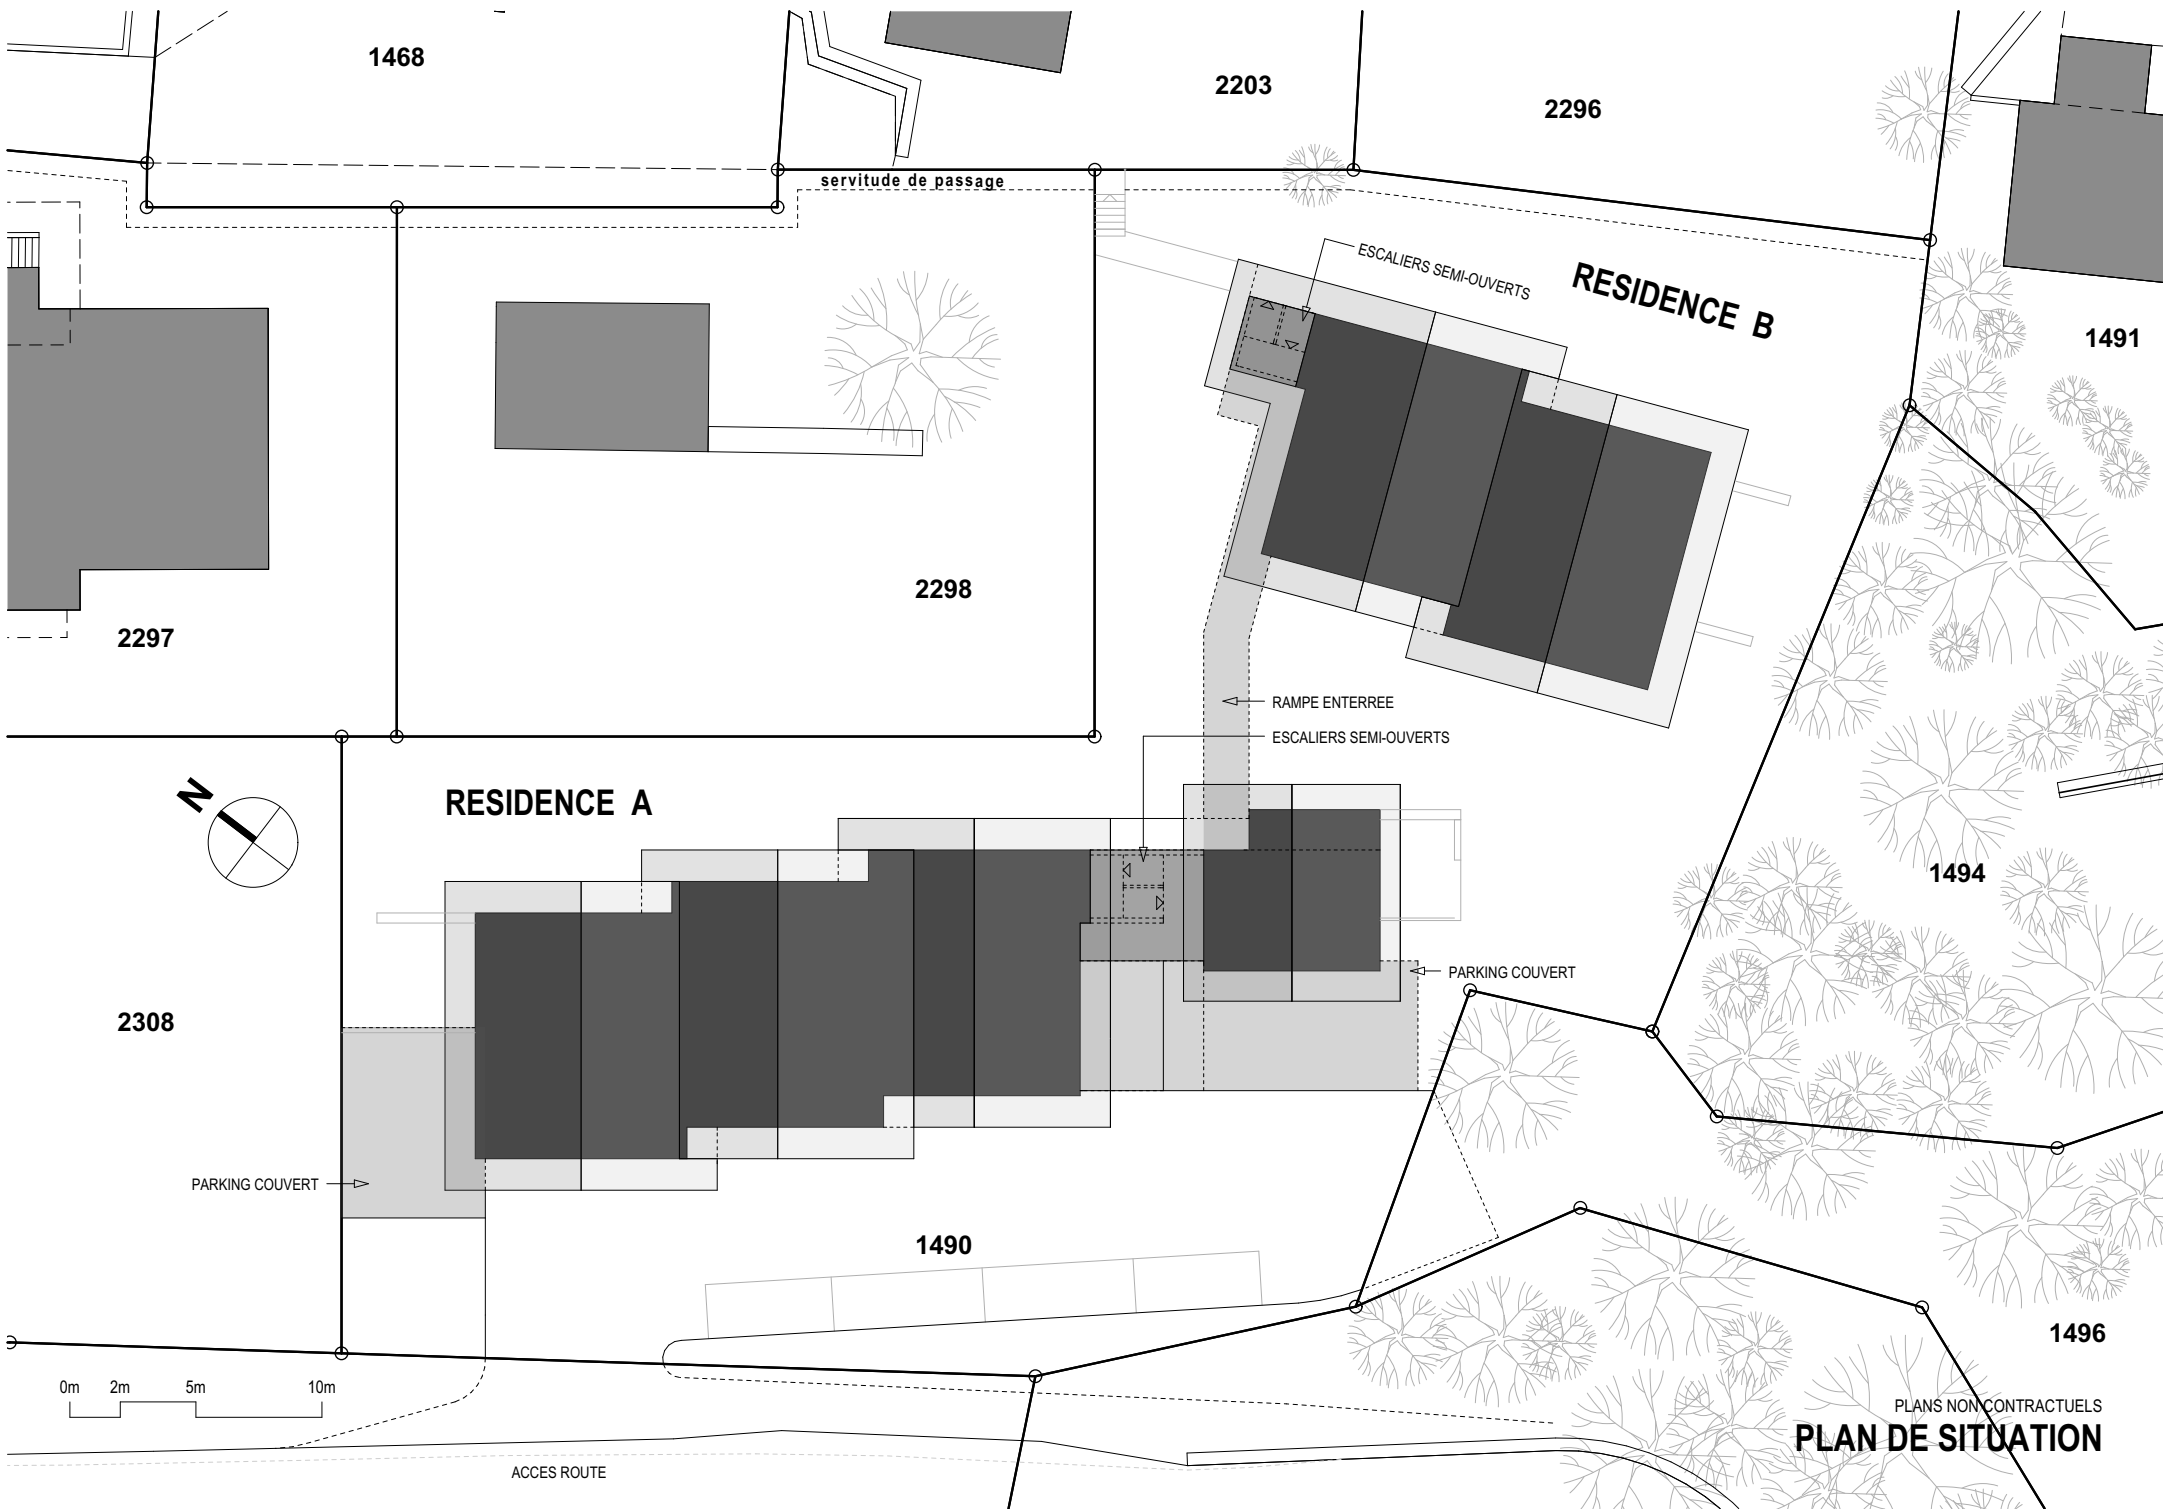 1468
2203
2296
servitude de passage
ESCALIERS SEMI-OUVERTS
RESIDENCE B
1491
2298
2297
RAMPE ENTERREE
ESCALIERS SEMI-OUVERTS
N
RESIDENCE A
1494
PARKING COUVERT
2308
PARKING COUVERT
1490
1496
0m 2m 5m 10m
PLANS NON CONTRACTUELS
PLAN DE SITUATION
ACCES ROUTE